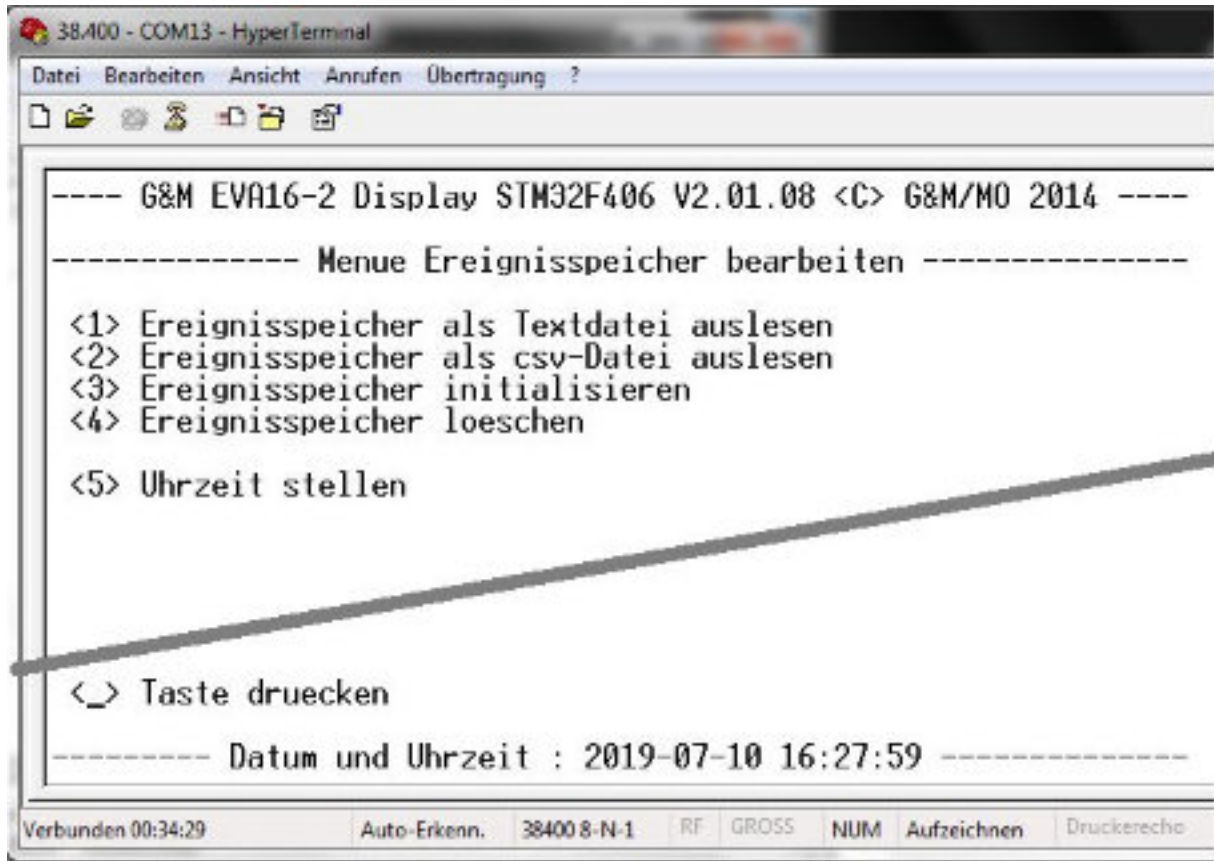 38.400 - COM13 - HyperTerminal
Datei Bearbeiten Ansicht Anrufen Übertragung ?
---- G&M EVA16-2 Display STM32F406 V2.01.08 <C> G&M/MO 2014 ----
-------------- Menue Ereignisspeicher bearbeiten ---------------
<1> Ereignisspeicher als Textdatei auslesen
<2> Ereignisspeicher als csv-Datei auslesen
<3> Ereignisspeicher initialisieren
<4> Ereignisspeicher loeschen
<5> Uhrzeit stellen
<_> Taste druecken
--------- Datum und Uhrzeit : 2019-07-10 16:27:59 --------------
Verbunden 00:34:29 Auto-Erkenn. 38400 8-N-1 RF GROSS NUM Aufzeichnen Druckerecho